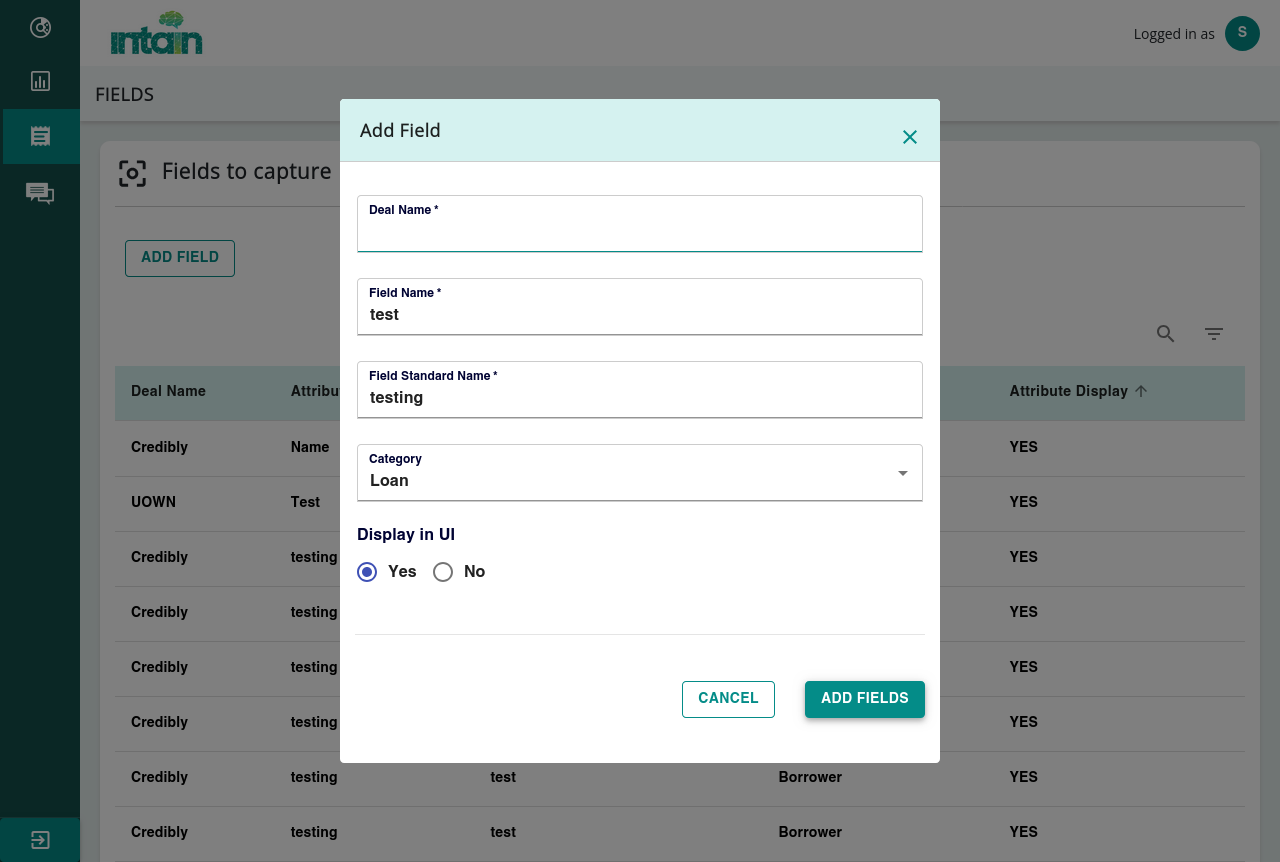 intain
Logged in as S
FIELDS
Add Field
Fields to capture
Deal Name *
ADD FIELD
Field Name *
test
Field Standard Name *
testing
Deal Name Attribu Attribute Display
Credibly Name YES
Category
Loan
UOWN Test YES
Display in UI
Credibly testing YES
Yes No
Credibly testing YES
Credibly testing YES
CANCEL ADD FIELDS
Credibly testing YES
Credibly testing test Borrower YES
Credibly testing test Borrower YES